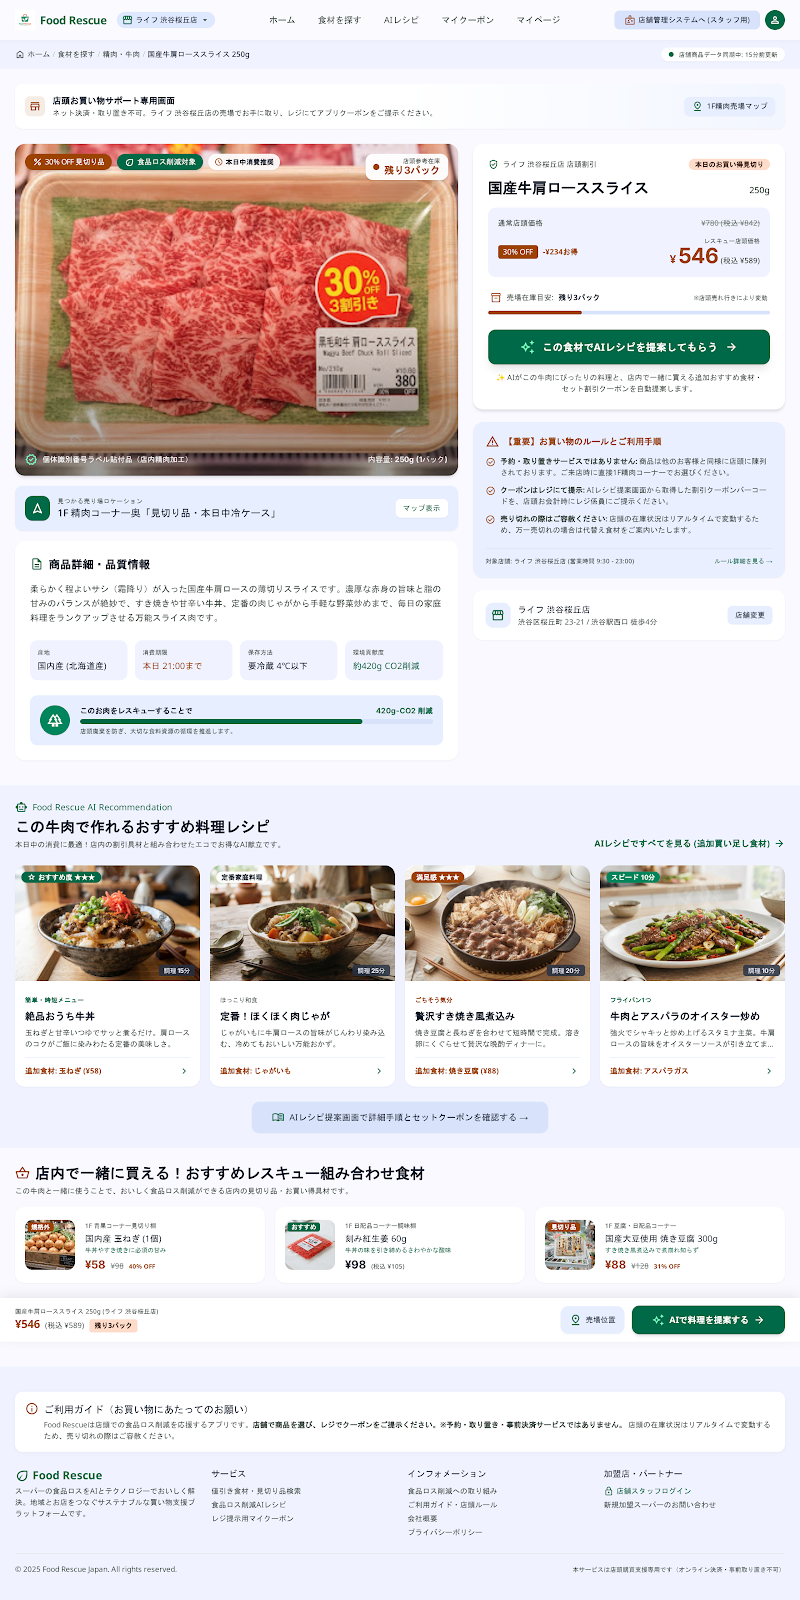 Food Rescue
ライフ 渋谷桜丘店
ホーム
食材を探す
AIレシピ
マイクーポン
マイページ
店舗管理システムへ (スタッフ用)
ホーム / 食材を探す / 精肉・牛肉 / 国産牛肩ローススライス 250g
店舗商品データ同期中: 15分前更新
店頭お買い物サポート専用画面
ネット決済・取り置き不可。ライフ 渋谷桜丘店の売場でお手に取り、レジにてアプリクーポンをご提示ください。
1F精肉売場マップ
30% OFF 見切り品
食品ロス削減対象
本日中消費推奨
店頭参考在庫
残り3パック
30%
OFF
3割引き
黒毛和牛 肩ローススライス
Wagyu Beef Chuck Roll Sliced
380
個体識別番号ラベル貼付品（店内精肉加工）
内容量: 250g (1パック)
見つかる売り場ロケーション
1F 精肉コーナー奥「見切り品・本日中冷ケース」
マップ表示
商品詳細・品質情報
柔らかく程よいサシ（霜降り）が入った国産牛肩ロースの薄切りスライスです。濃厚な赤身の旨味と脂の
甘みのバランスが絶妙で、すき焼きや甘辛い牛丼、定番の肉じゃがから手軽な野菜炒めまで、毎日の家庭
料理をランクアップさせる万能スライス肉です。
産地
国内産 (北海道産)
消費期限
本日 21:00まで
保存方法
要冷蔵 4℃以下
環境貢献度
約420g CO2削減
このお肉をレスキューすることで
420g-CO2 削減
店頭廃棄を防ぎ、大切な食料資源の循環を推進します。
ライフ 渋谷桜丘店 店頭割引
本日のお買い得見切り
国産牛肩ローススライス
250g
通常店頭価格
¥780 (税込 ¥842)
レスキュー店頭価格
30% OFF
-¥234お得
¥ 546 (税込 ¥589)
売場在庫目安: 残り3パック
※店頭売れ行きにより変動
この食材でAIレシピを提案してもらう →
✨ AIがこの牛肉にぴったりの料理と、店内で一緒に買える追加おすすめ食材・
セット割引クーポンを自動提案します。
【重要】お買い物のルールとご利用手順
予約・取り置きサービスではありません: 商品は他のお客様と同様に店頭に陳列
されております。ご来店時に直接1F精肉コーナーでお選びください。
クーポンはレジにて提示: AIレシピ提案画面から取得した割引クーポンバーコー
ドを、店頭お会計時にレジ係員にご提示ください。
売り切れの際はご容赦ください: 店頭の在庫状況はリアルタイムで変動するた
め、万一売切れの場合は代替え食材をご案内いたします。
対象店舗: ライフ 渋谷桜丘店 (営業時間 9:30 - 23:00)
ルール詳細を見る →
ライフ 渋谷桜丘店
渋谷区桜丘町 23-21 / 渋谷駅西口 徒歩4分
店舗変更
Food Rescue AI Recommendation
この牛肉で作れるおすすめ料理レシピ
本日中の消費に最適！店内の割引具材と組み合わせたエコでお得なAI献立です。
AIレシピですべてを見る (追加買い足し食材) →
☆ おすすめ度 ★★★
調理 15分
簡単・時短メニュー
絶品おうち牛丼
玉ねぎと甘辛いつゆでサッと煮るだけ。肩ロース
のコクがご飯に染みわたる定番の美味しさ。
追加食材: 玉ねぎ (¥58)
定番家庭料理
調理 25分
ほっこり和食
定番！ほくほく肉じゃが
じゃがいもに牛肩ロースの旨味がじんわり染み込
む、冷めてもおいしい万能おかず。
追加食材: じゃがいも
満足感 ★★★
調理 20分
ごちそう気分
贅沢すき焼き風煮込み
焼き豆腐と長ねぎを合わせて短時間で完成。溶き
卵にくぐらせて贅沢な晩酌ディナーに。
追加食材: 焼き豆腐 (¥88)
スピード 10分
調理 10分
フライパン1つ
牛肉とアスパラのオイスター炒め
強火でシャキッと炒め上げるスタミナ主菜。牛肩
ロースの旨味をオイスターソースが引き立てま...
追加食材: アスパラガス
AIレシピ提案画面で詳細手順とセットクーポンを確認する →
店内で一緒に買える！おすすめレスキュー組み合わせ食材
この牛肉と一緒に使うことで、おいしく食品ロス削減ができる店内の見切り品・お買い得具材です。
規格外
1F 青果コーナー見切り棚
国内産 玉ねぎ (1個)
牛丼やすき焼きに必須の甘み
¥58 ¥98 40% OFF
おすすめ
1F 日配品コーナー調味棚
刻み紅生姜 60g
牛丼の味を引き締めるさわやかな酸味
¥98 (税込 ¥105)
見切り品
1F 豆腐・日配品コーナー
国産大豆使用 焼き豆腐 300g
すき焼き風煮込みで煮崩れ知らず
¥88 ¥128 31% OFF
国産牛肩ローススライス 250g (ライフ 渋谷桜丘店)
¥546 (税込 ¥589) 残り3パック
売場位置
AIで料理を提案する →
ご利用ガイド（お買い物にあたってのお願い）
Food Rescueは店頭での食品ロス削減を応援するアプリです。店舗で商品を選び、レジでクーポンをご提示ください。※予約・取り置き・事前決済サービスではありません。 店頭の在庫状況はリアルタイムで変動する
ため、売り切れの際はご容赦ください。
Food Rescue
スーパーの食品ロスをAIとテクノロジーでおいしく解
決。地域とお店をつなぐサステナブルな買い物支援プ
ラットフォームです。
サービス
値引き食材・見切り品検索
食品ロス削減AIレシピ
レジ提示用マイクーポン
インフォメーション
食品ロス削減への取り組み
ご利用ガイド・店舗ルール
会社概要
プライバシーポリシー
加盟店・パートナー
店舗スタッフログイン
新規加盟スーパーのお問い合わせ
© 2025 Food Rescue Japan. All rights reserved.
本サービスは店頭購買支援専用です（オンライン決済・事前取り置き不可）